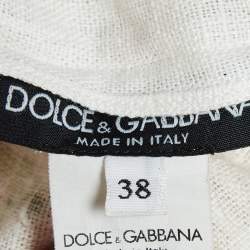 DOLCE & GABBANA
MADE IN ITALY
38
DOLCE & GABBANA